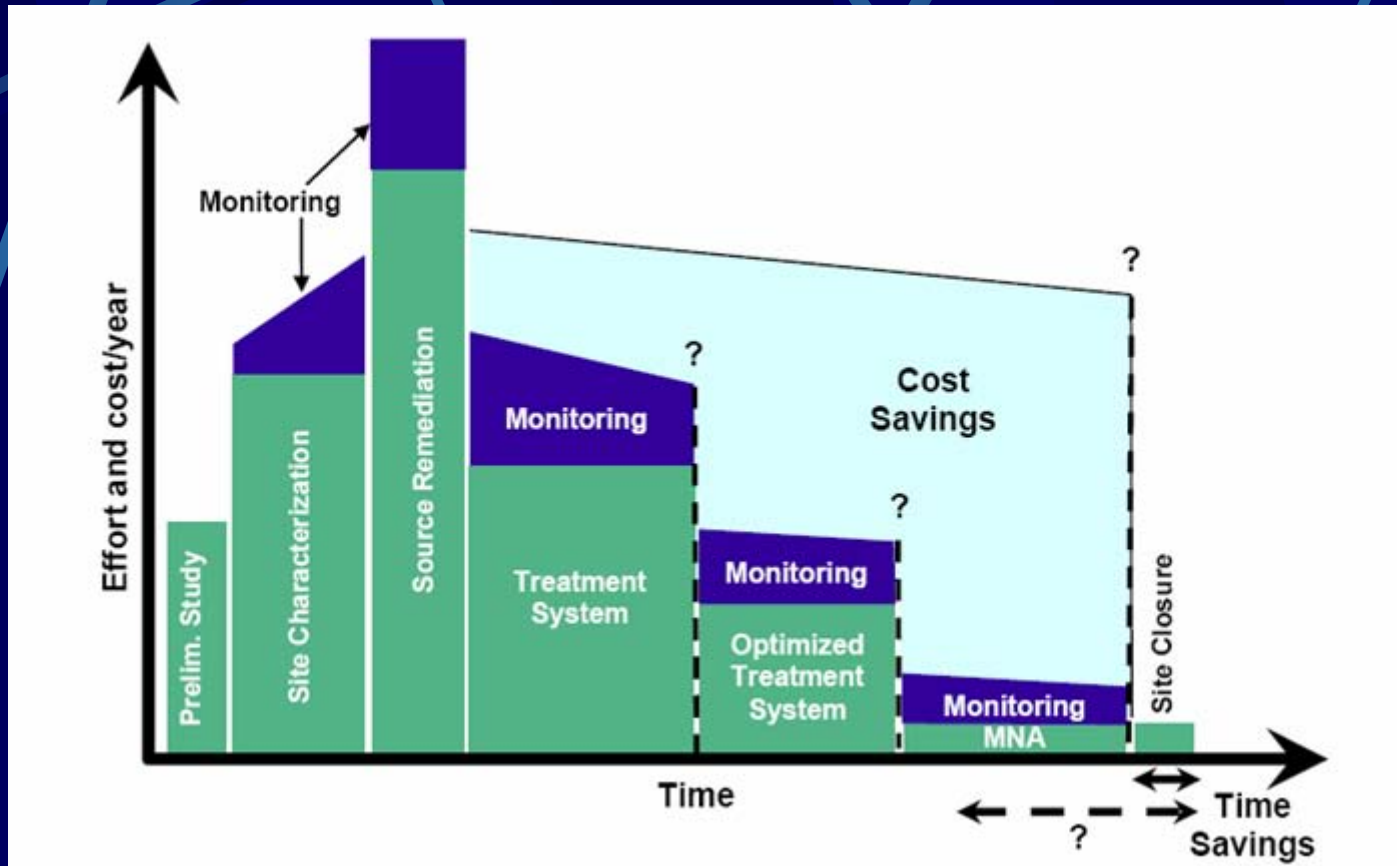 Effort and cost/year
Monitoring
Prelim. Study
Site Characterization
Source Remediation
Monitoring
Treatment
System
?
Monitoring
Optimized
Treatment
System
?
Monitoring
MNA
Cost
Savings
?
Site Closure
Time
?
Time
Savings